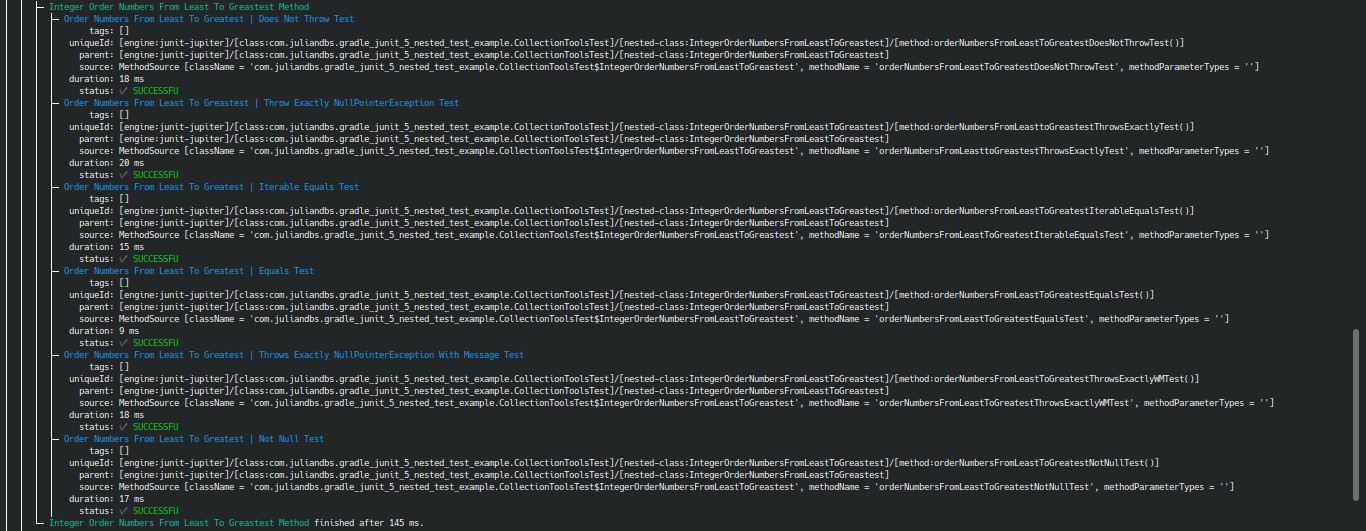 Integer Order Numbers From Least To Greastest Method
Order Numbers From Least To Greatest | Does Not Throw Test
tags: []
uniqueId: [engine:junit-jupiter]/[class:com.juliandbs.gradle_junit_5_nested_test_example.CollectionToolsTest]/[nested-class:IntegerOrderNumbersFromLeastToGreastest]/[method:orderNumbersFromLeastToGreatestDoesNotThrowTest()]
parent: [engine:junit-jupiter]/[class:com.juliandbs.gradle_junit_5_nested_test_example.CollectionToolsTest]/[nested-class:IntegerOrderNumbersFromLeastToGreastest]
source: MethodSource [className = 'com.juliandbs.gradle_junit_5_nested_test_example.CollectionToolsTest$IntegerOrderNumbersFromLeastToGreastest', methodName = 'orderNumbersFromLeastToGreatestDoesNotThrowTest', methodParameterTypes = '']
duration: 18 ms
status: ✔ SUCCESSFU
Order Numbers From Least To Greastest | Throw Exactly NullPointerException Test
tags: []
uniqueId: [engine:junit-jupiter]/[class:com.juliandbs.gradle_junit_5_nested_test_example.CollectionToolsTest]/[nested-class:IntegerOrderNumbersFromLeastToGreastest]/[method:orderNumbersFromLeasttoGreastestThrowsExactlyTest()]
parent: [engine:junit-jupiter]/[class:com.juliandbs.gradle_junit_5_nested_test_example.CollectionToolsTest]/[nested-class:IntegerOrderNumbersFromLeastToGreastest]
source: MethodSource [className = 'com.juliandbs.gradle_junit_5_nested_test_example.CollectionToolsTest$IntegerOrderNumbersFromLeastToGreastest', methodName = 'orderNumbersFromLeasttoGreastestThrowsExactlyTest', methodParameterTypes = '']
duration: 20 ms
status: ✔ SUCCESSFU
Order Numbers From Least To Greatest | Iterable Equals Test
tags: []
uniqueId: [engine:junit-jupiter]/[class:com.juliandbs.gradle_junit_5_nested_test_example.CollectionToolsTest]/[nested-class:IntegerOrderNumbersFromLeastToGreastest]/[method:orderNumbersFromLeastToGreatestIterableEqualsTest()]
parent: [engine:junit-jupiter]/[class:com.juliandbs.gradle_junit_5_nested_test_example.CollectionToolsTest]/[nested-class:IntegerOrderNumbersFromLeastToGreastest]
source: MethodSource [className = 'com.juliandbs.gradle_junit_5_nested_test_example.CollectionToolsTest$IntegerOrderNumbersFromLeastToGreastest', methodName = 'orderNumbersFromLeastToGreatestIterableEqualsTest', methodParameterTypes = '']
duration: 15 ms
status: ✔ SUCCESSFU
Order Numbers From Least To Greatest | Equals Test
tags: []
uniqueId: [engine:junit-jupiter]/[class:com.juliandbs.gradle_junit_5_nested_test_example.CollectionToolsTest]/[nested-class:IntegerOrderNumbersFromLeastToGreastest]/[method:orderNumbersFromLeastToGreatestEqualsTest()]
parent: [engine:junit-jupiter]/[class:com.juliandbs.gradle_junit_5_nested_test_example.CollectionToolsTest]/[nested-class:IntegerOrderNumbersFromLeastToGreastest]
source: MethodSource [className = 'com.juliandbs.gradle_junit_5_nested_test_example.CollectionToolsTest$IntegerOrderNumbersFromLeastToGreastest', methodName = 'orderNumbersFromLeastToGreatestEqualsTest', methodParameterTypes = '']
duration: 9 ms
status: ✔ SUCCESSFU
Order Numbers From Least To Greatest | Throws Exactly NullPointerException With Message Test
tags: []
uniqueId: [engine:junit-jupiter]/[class:com.juliandbs.gradle_junit_5_nested_test_example.CollectionToolsTest]/[nested-class:IntegerOrderNumbersFromLeastToGreastest]/[method:orderNumbersFromLeastToGreatestThrowsExactlyWMTest()]
parent: [engine:junit-jupiter]/[class:com.juliandbs.gradle_junit_5_nested_test_example.CollectionToolsTest]/[nested-class:IntegerOrderNumbersFromLeastToGreastest]
source: MethodSource [className = 'com.juliandbs.gradle_junit_5_nested_test_example.CollectionToolsTest$IntegerOrderNumbersFromLeastToGreastest', methodName = 'orderNumbersFromLeastToGreatestThrowsExactlyWMTest', methodParameterTypes = '']
duration: 18 ms
status: ✔ SUCCESSFU
Order Numbers From Least To Greatest | Not Null Test
tags: []
uniqueId: [engine:junit-jupiter]/[class:com.juliandbs.gradle_junit_5_nested_test_example.CollectionToolsTest]/[nested-class:IntegerOrderNumbersFromLeastToGreastest]/[method:orderNumbersFromLeastToGreatestNotNullTest()]
parent: [engine:junit-jupiter]/[class:com.juliandbs.gradle_junit_5_nested_test_example.CollectionToolsTest]/[nested-class:IntegerOrderNumbersFromLeastToGreastest]
source: MethodSource [className = 'com.juliandbs.gradle_junit_5_nested_test_example.CollectionToolsTest$IntegerOrderNumbersFromLeastToGreastest', methodName = 'orderNumbersFromLeastToGreatestNotNullTest', methodParameterTypes = '']
duration: 17 ms
status: ✔ SUCCESSFU
Integer Order Numbers From Least To Greastest Method finished after 145 ms.